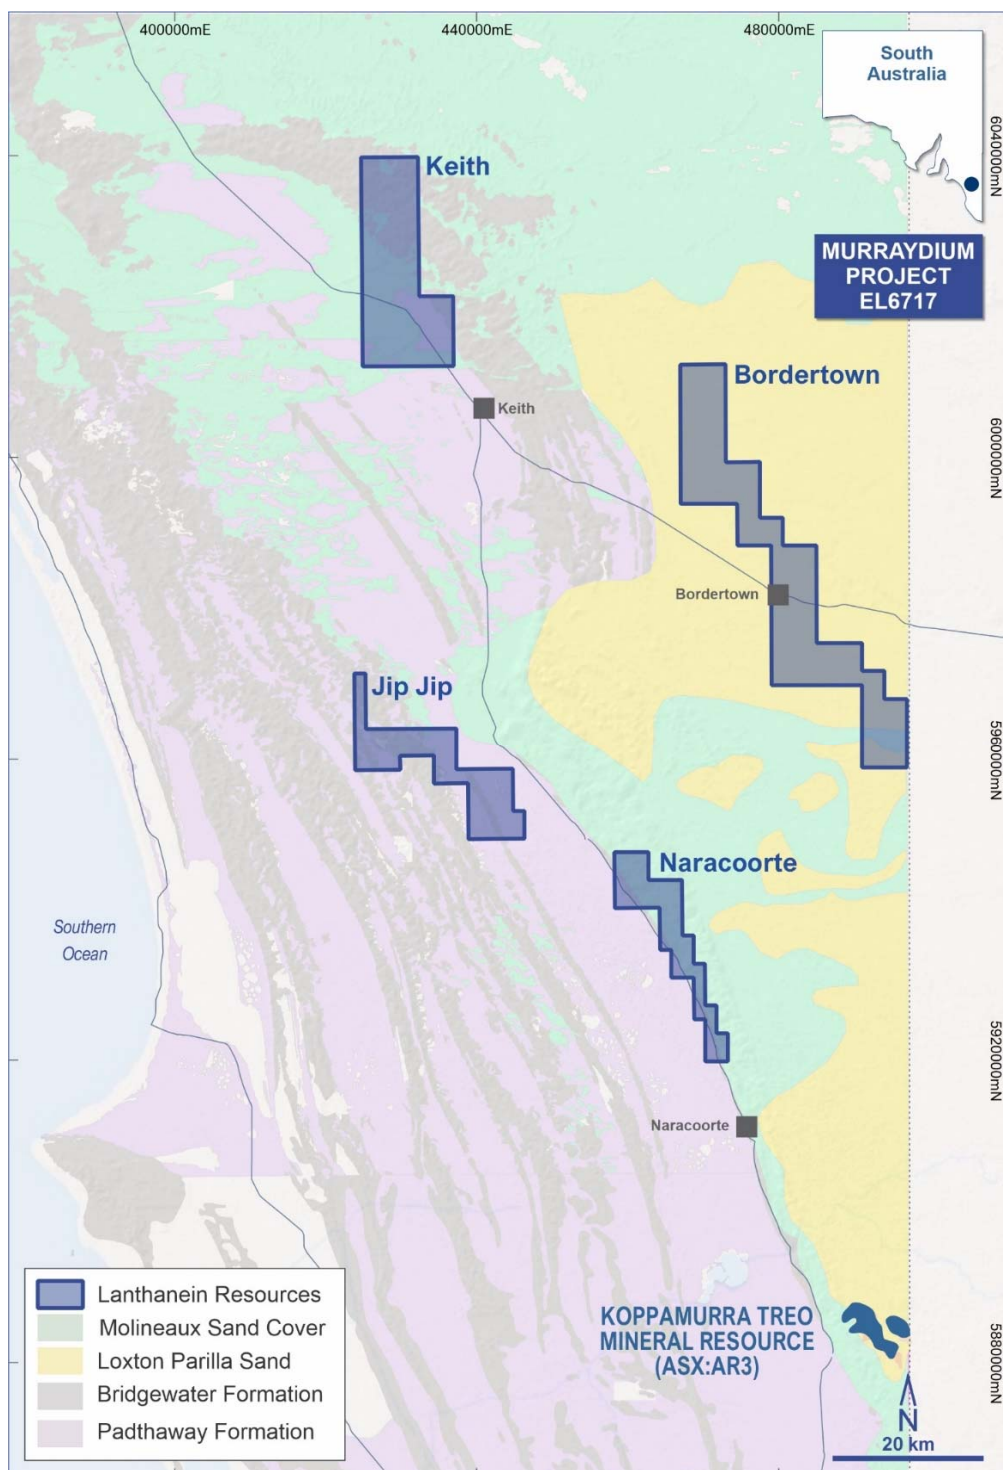 400000mE
440000mE
480000mE
South
Australia
6040000mN
Keith
MURRAYDIUM
PROJECT
EL6717
Bordertown
Keith
6000000mN
Bordertown
Jip Jip
5960000mN
Naracoorte
Southern
Ocean
5920000mN
Naracoorte
KOPPAMURRA TREO
MINERAL RESOURCE
(ASX:AR3)
5880000mN
Lanthanein Resources
Molineaux Sand Cover
Loxton Parilla Sand
Bridgewater Formation
Padthaway Formation
N
20 km